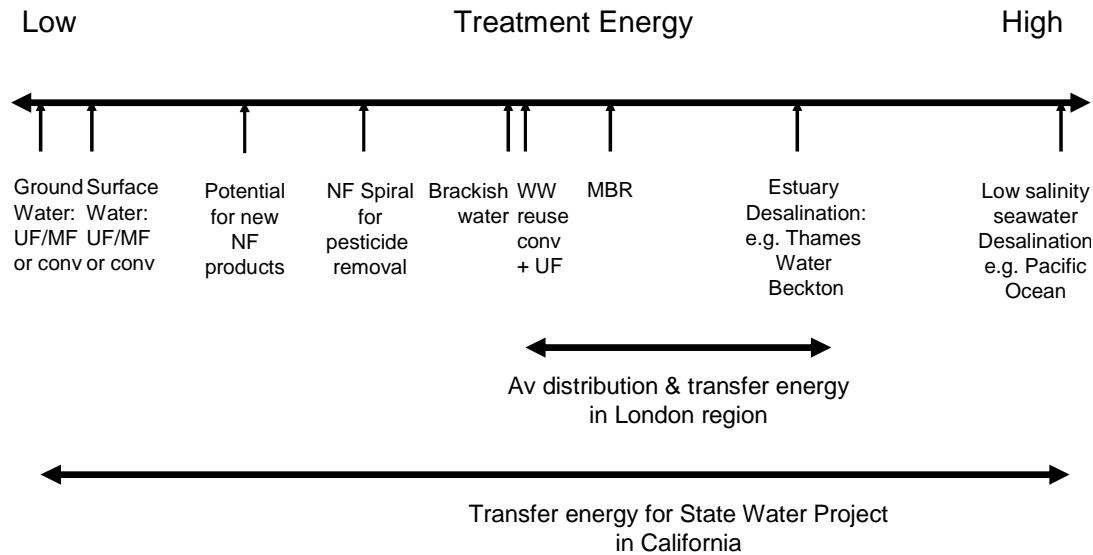 Low
Treatment Energy
High
Ground
Water:
UF/MF
or conv
Surface
Water:
UF/MF
or conv
Potential
for new
NF
products
NF Spiral
for
pesticide
removal
Brackish
water
WW
reuse
conv
+ UF
MBR
Estuary
Desalination:
e.g. Thames
Water
Beckton
Low salinity
seawater
Desalination
e.g. Pacific
Ocean
Av distribution & transfer energy
in London region
Transfer energy for State Water Project
in California